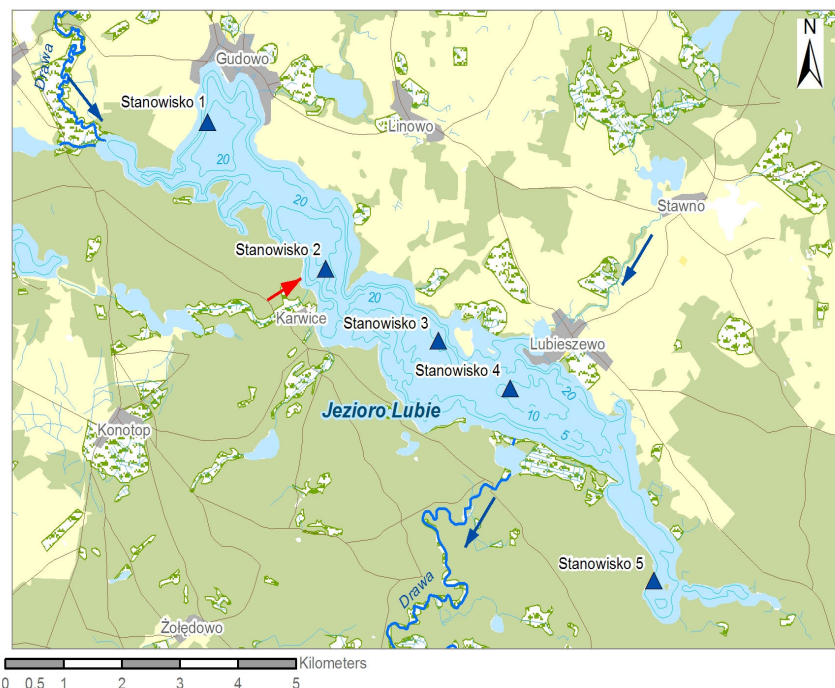 N
Drawa
Gudowo
Stanowisko 1
Linowo
20
20
Stawno
Stanowisko 2
20
Karwice
Stanowisko 3
Lubieszewo
Stanowisko 4
20
10
Jezioro Lubie
5
Konotop
Stanowisko 5
Drawa
Żołędowo
Kilometers
0 0.5 1 2 3 4 5